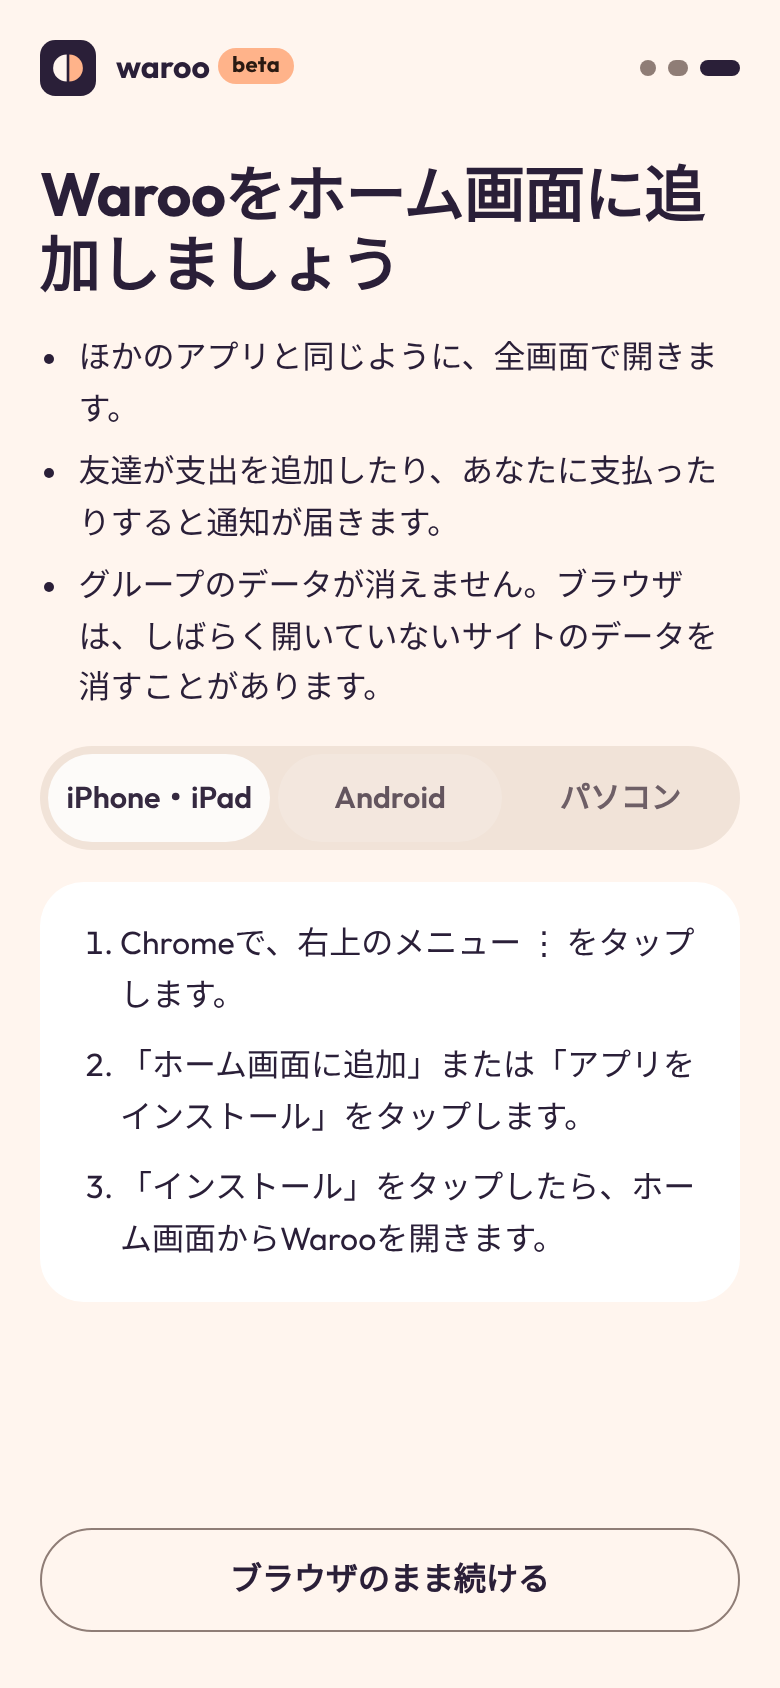 waroo beta
Warooをホーム画面に追
加しましょう
• ほかのアプリと同じように、全画面で開きま
す。
• 友達が支出を追加したり、あなたに支払った
りすると通知が届きます。
• グループのデータが消えません。ブラウザ
は、しばらく開いていないサイトのデータを
消すことがあります。
iPhone・iPad Android パソコン
1. Chromeで、右上のメニュー ⋮ をタップ
します。
2. 「ホーム画面に追加」または「アプリを
インストール」をタップします。
3. 「インストール」をタップしたら、ホー
ム画面からWarooを開きます。
ブラウザのまま続ける